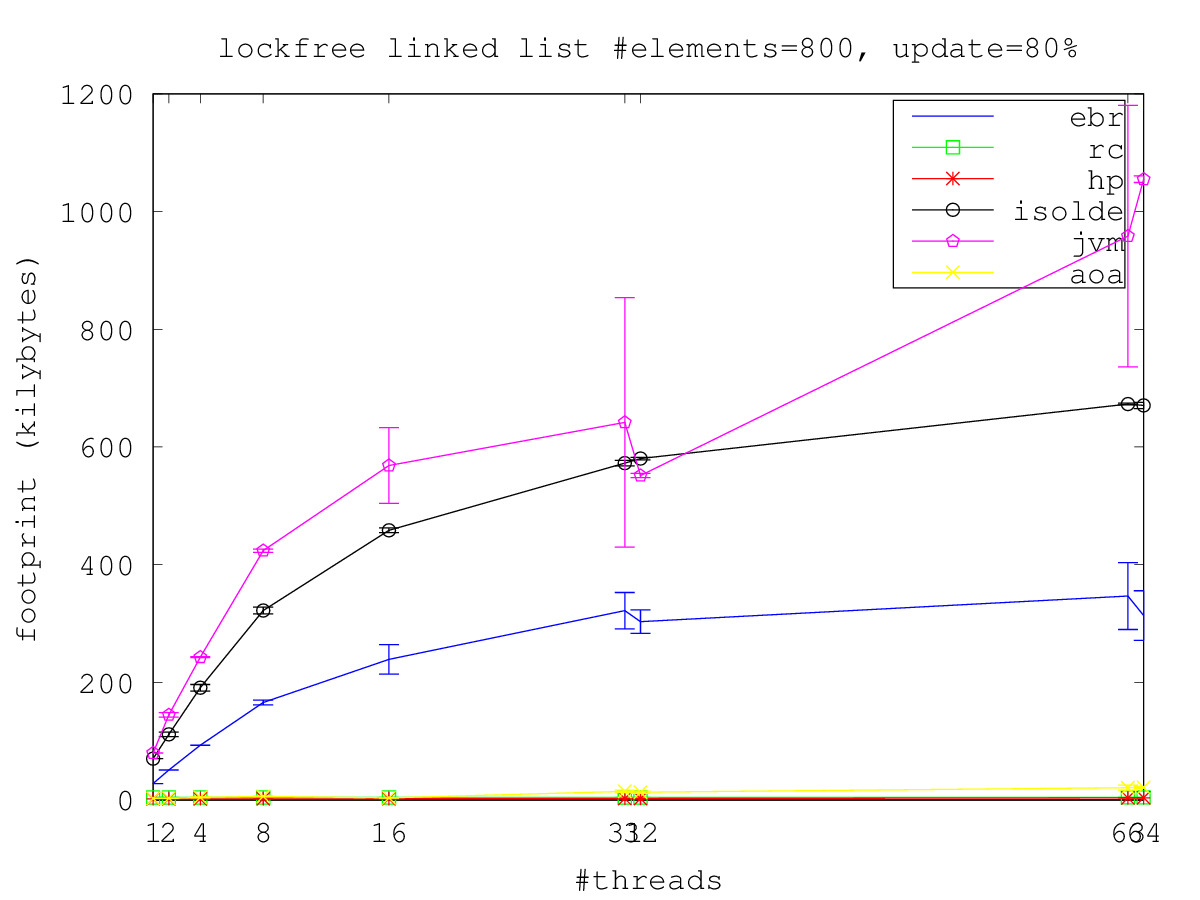 lockfree linked list #elements=800, update=80%
1200
1000
800
600
400
200
0
footprint (kilybytes)
ebr
rc
hp
isolde
jvm
aoa
1 2 4 8 16 31 32 63 64
#threads